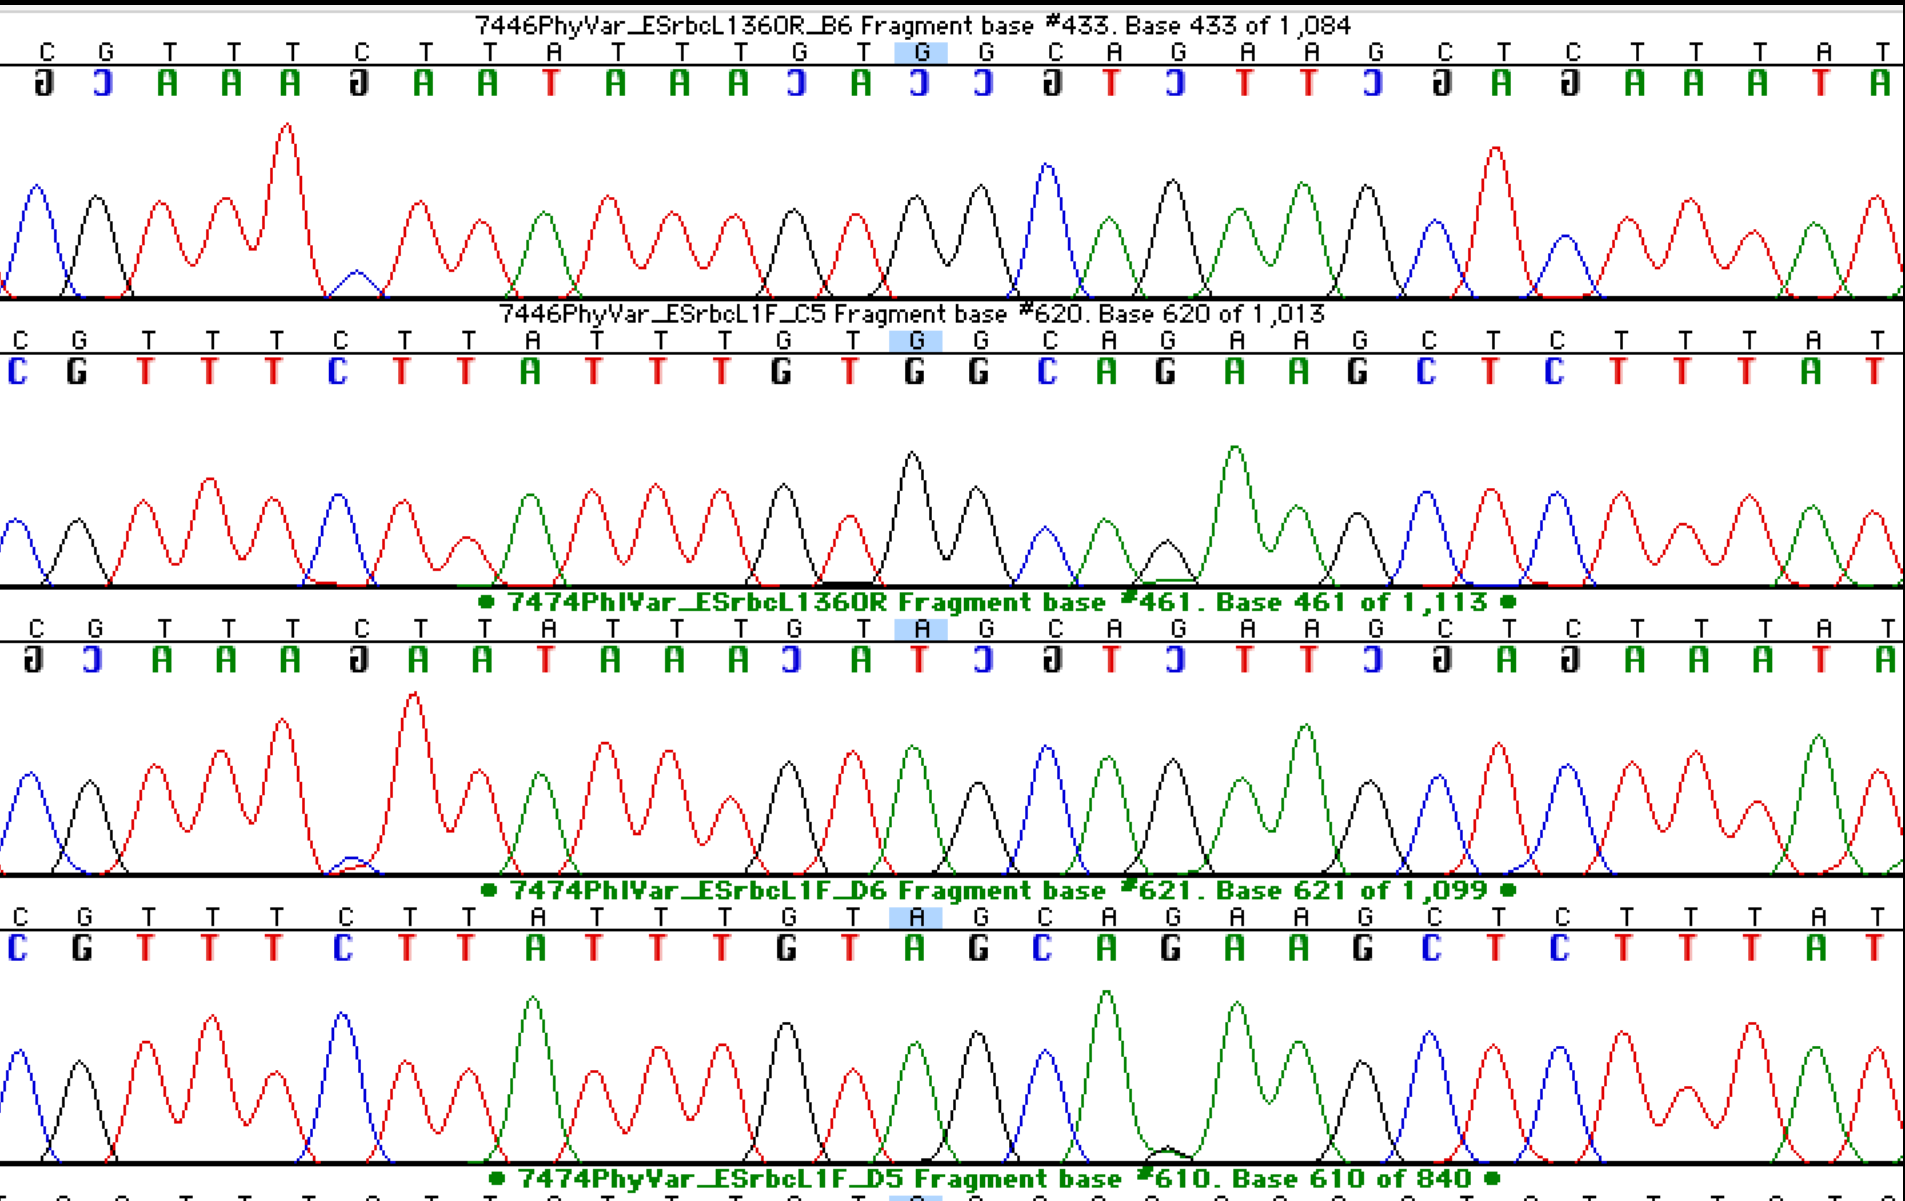 7446PhyVar_ESrbcL1360R_B6 Fragment base #433. Base 433 of 1,084
C G T T T C T T A T T T G T G G C A G A A G C T C T T T A T
G C A A A G A A T A A A C A C C G T C T T C G A G A A A T A
7446PhyVar_ESrbcL1F_C5 Fragment base #620. Base 620 of 1,013
C G T T T C T T A T T T G T G G C A G A A G C T C T T T A T
C G T T T C T T A T T T G T G G C A G A A G C T C T T T A T
● 7474PhlVar_ESrbcL1360R Fragment base #461. Base 461 of 1,113 ●
C G T T T C T T A T T T G T A G C A G A A G C T C T T T A T
G C A A A G A A T A A A C A T C G T C T T C G A G A A A T A
● 7474PhlVar_ESrbcL1F_D6 Fragment base #621. Base 621 of 1,099 ●
C G T T T C T T A T T T G T A G C A G A A G C T C T T T A T
C G T T T C T T A T T T G T A G C A G A A G C T C T T T A T
● 7474PhyVar_ESrbcL1F_D5 Fragment base #610. Base 610 of 840 ●